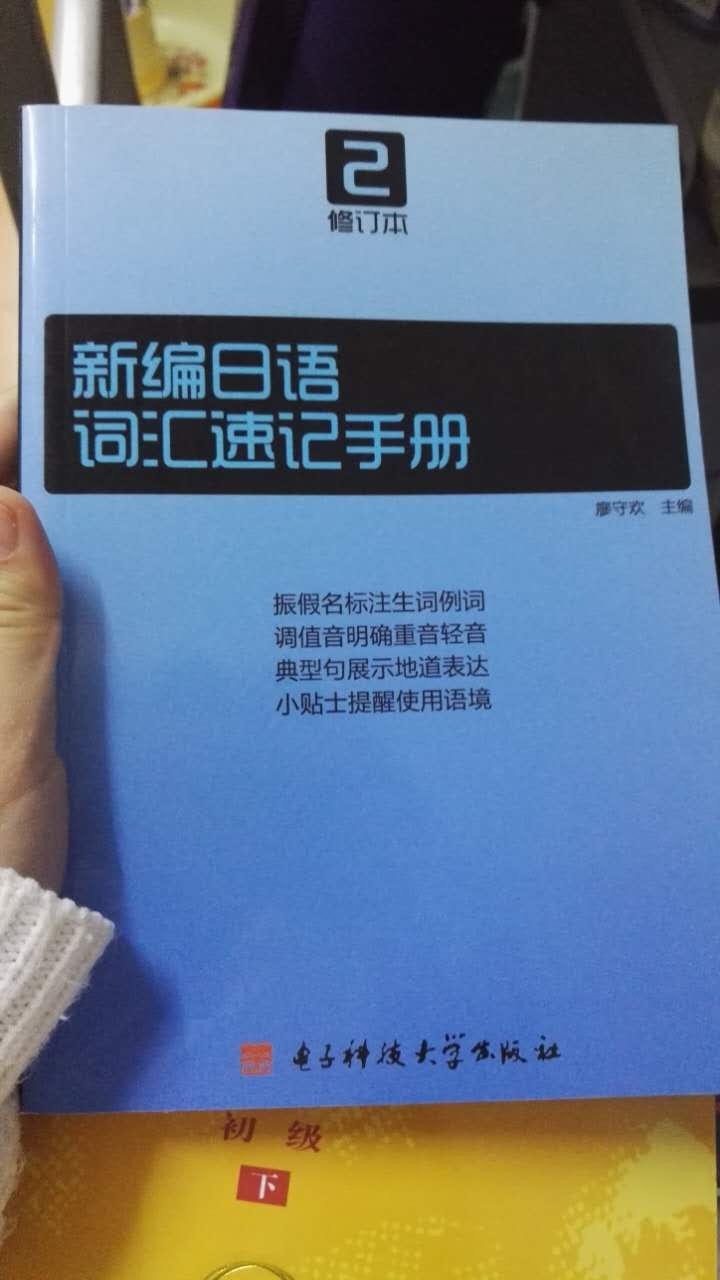 2
修订本
新编日语
词汇速记手册
廖守欢 主编
振假名标注生词例词
调值音明确重音轻音
典型句展示地道表达
小贴士提醒使用语境
电子科技大学出版社
初级
下